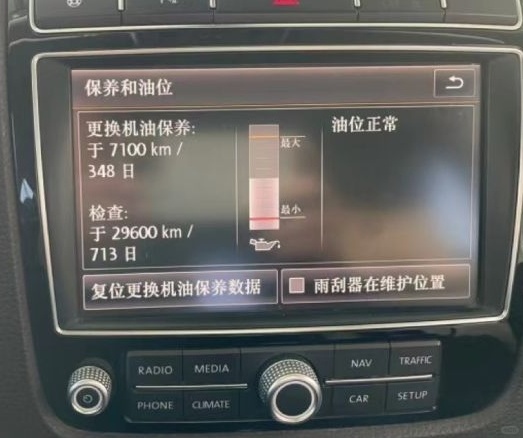 保养和油位
更换机油保养:
于 7100 km /
348 日
检查:
于 29600 km /
713 日
最大
最小
油位正常
复位更换机油保养数据
雨刮器在维护位置
RADIO
MEDIA
NAV
TRAFFIC
PHONE
CLIMATE
CAR
SETUP